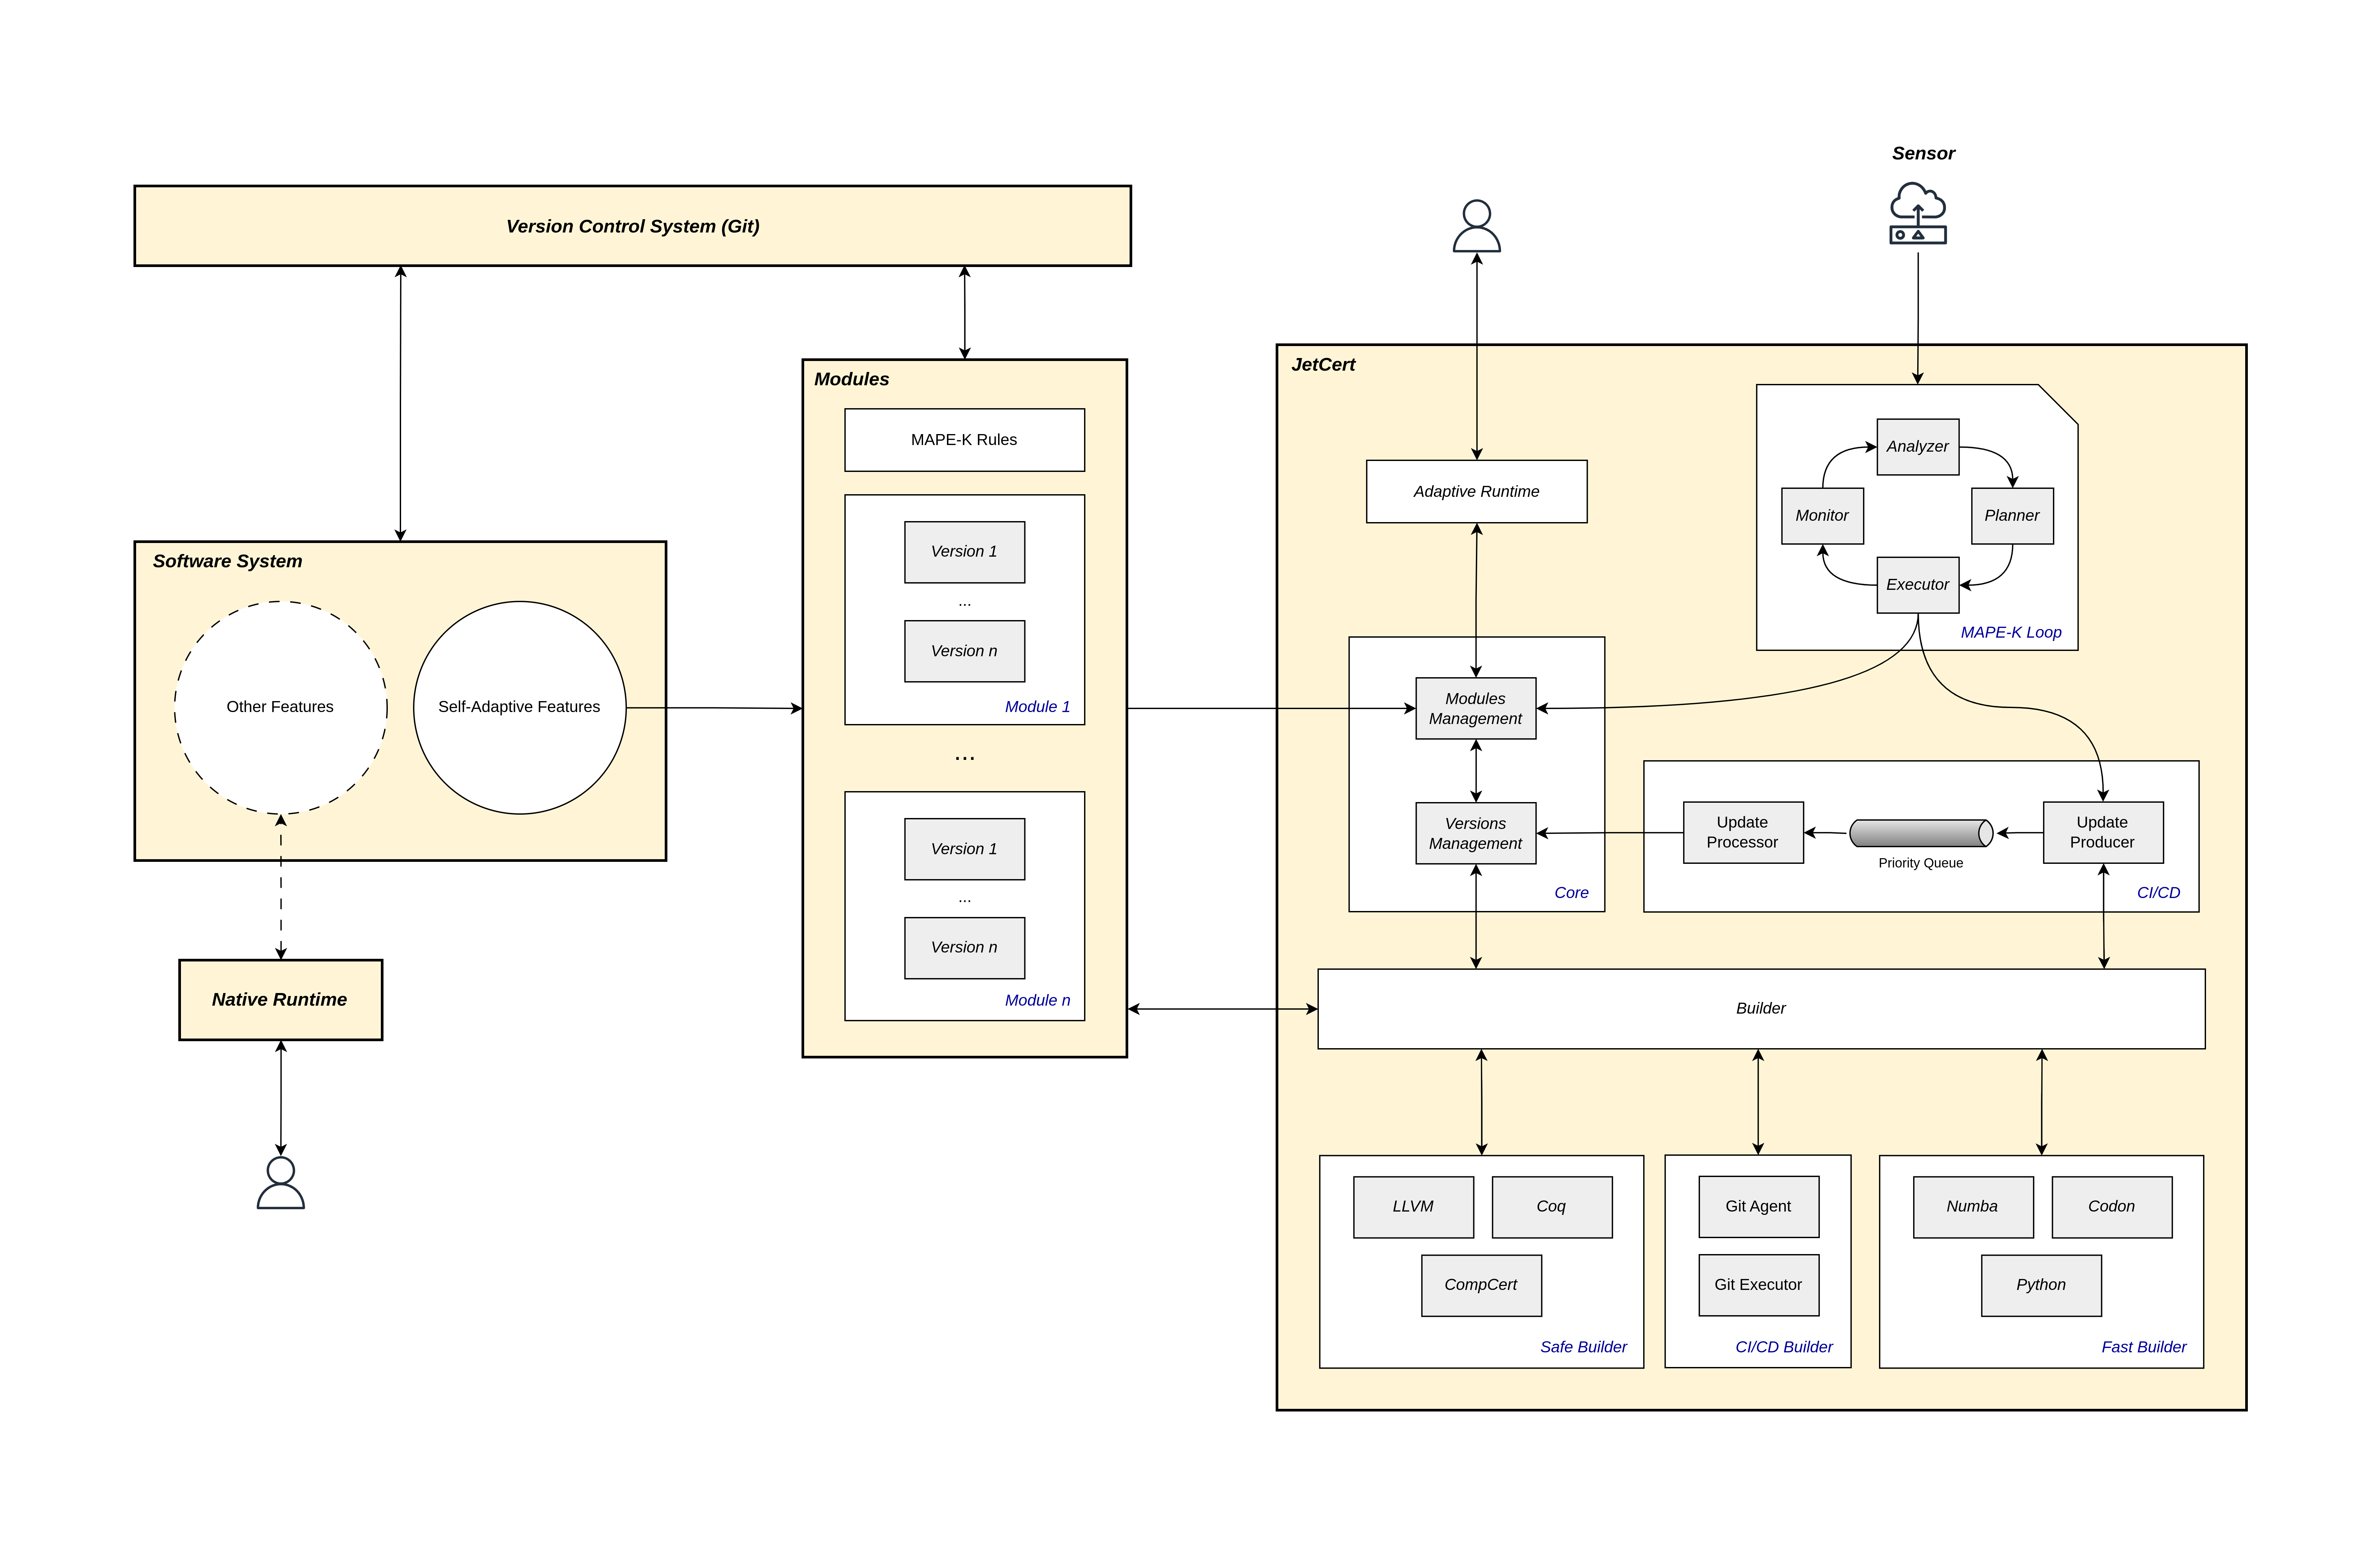 Sensor
Version Control System (Git)
JetCert
Modules
MAPE-K Rules
Analyzer
Adaptive Runtime
Monitor
Planner
Version 1
Software System
Executor
...
MAPE-K Loop
Version n
Other Features
Self-Adaptive Features
Module 1
Modules
Management
...
Version 1
Versions
Management
Update
Processor
Update
Producer
Priority Queue
...
Core
CI/CD
Version n
Native Runtime
Module n
Builder
LLVM
Coq
Git Agent
Numba
Codon
CompCert
Git Executor
Python
Safe Builder
CI/CD Builder
Fast Builder